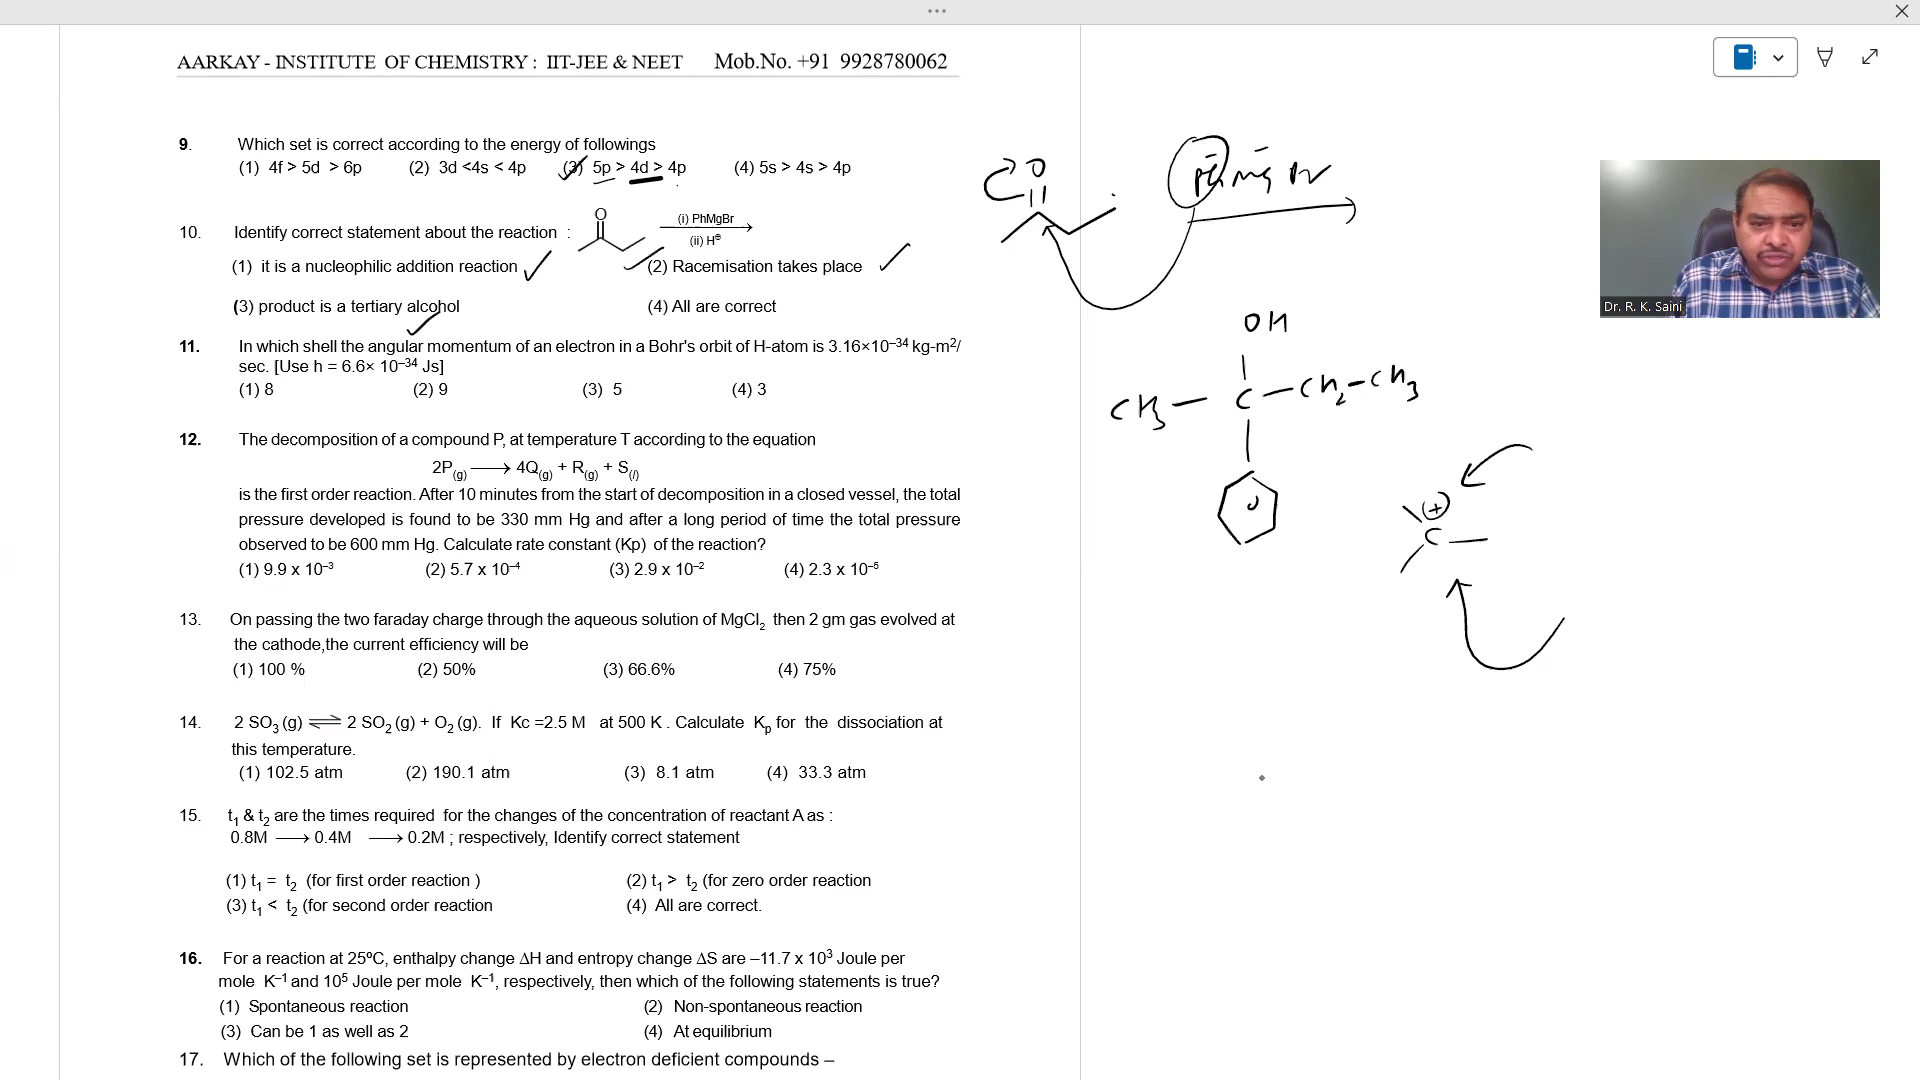 AARKAY - INSTITUTE OF CHEMISTRY : IIT-JEE & NEET Mob.No. +91 9928780062
9. Which set is correct according to the energy of followings
(1) 4f > 5d > 6p (2) 3d <4s < 4p (3) 5p > 4d > 4p (4) 5s > 4s > 4p
O
(i) PhMgBr
10. Identify correct statement about the reaction :
(ii) H⊕
(1) it is a nucleophilic addition reaction (2) Racemisation takes place
(3) product is a tertiary alcohol (4) All are correct
11. In which shell the angular momentum of an electron in a Bohr's orbit of H-atom is 3.16×10⁻³⁴ kg-m²/
sec. [Use h = 6.6× 10⁻³⁴ Js]
(1) 8 (2) 9 (3) 5 (4) 3
12. The decomposition of a compound P, at temperature T according to the equation
2P(g) ⟶ 4Q(g) + R(g) + S(l)
is the first order reaction. After 10 minutes from the start of decomposition in a closed vessel, the total
pressure developed is found to be 330 mm Hg and after a long period of time the total pressure
observed to be 600 mm Hg. Calculate rate constant (Kp) of the reaction?
(1) 9.9 x 10⁻³ (2) 5.7 x 10⁻⁴ (3) 2.9 x 10⁻² (4) 2.3 x 10⁻⁵
13. On passing the two faraday charge through the aqueous solution of MgCl₂ then 2 gm gas evolved at
the cathode,the current efficiency will be
(1) 100 % (2) 50% (3) 66.6% (4) 75%
14. 2 SO₃ (g) ⇌ 2 SO₂ (g) + O₂ (g). If Kc =2.5 M at 500 K . Calculate Kp for the dissociation at
this temperature.
(1) 102.5 atm (2) 190.1 atm (3) 8.1 atm (4) 33.3 atm
15. t₁ & t₂ are the times required for the changes of the concentration of reactant A as :
0.8M ⟶ 0.4M ⟶ 0.2M ; respectively, Identify correct statement
(1) t₁ = t₂ (for first order reaction ) (2) t₁ > t₂ (for zero order reaction
(3) t₁ < t₂ (for second order reaction (4) All are correct.
16. For a reaction at 25ºC, enthalpy change ΔH and entropy change ΔS are –11.7 x 10³ Joule per
mole K⁻¹ and 10⁵ Joule per mole K⁻¹, respectively, then which of the following statements is true?
(1) Spontaneous reaction (2) Non-spontaneous reaction
(3) Can be 1 as well as 2 (4) At equilibrium
17. Which of the following set is represented by electron deficient compounds –
O
OH
CH₃ — C — CH₂ – CH₃
+
C
Dr. R. K. Saini